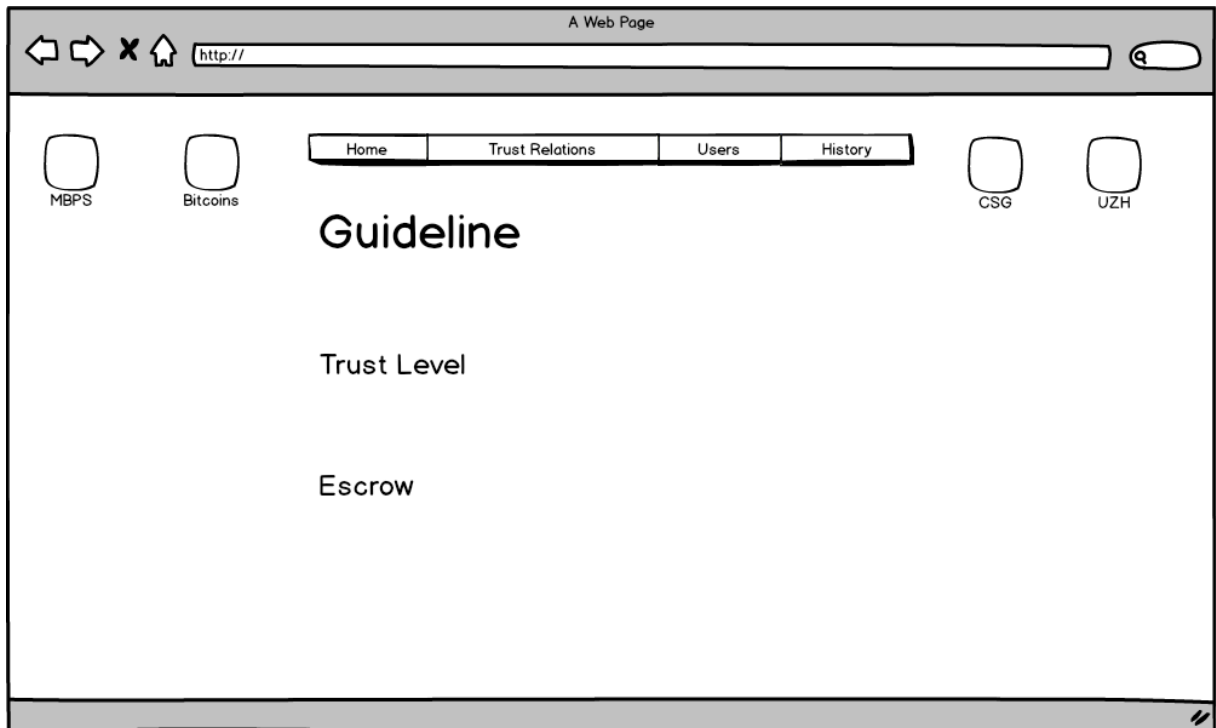 A Web Page
http://
Home Trust Relations Users History
MBPS Bitcoins CSG UZH
Guideline
Trust Level
Escrow